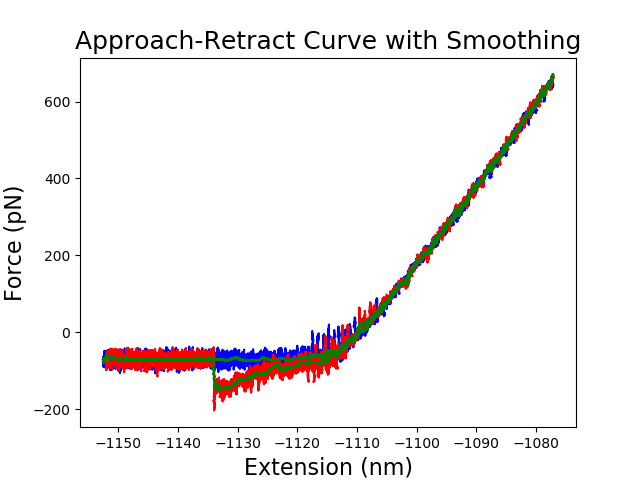 Approach-Retract Curve with Smoothing
600
400
200
0
−200
Force (pN)
−1150 −1140 −1130 −1120 −1110 −1100 −1090 −1080
Extension (nm)